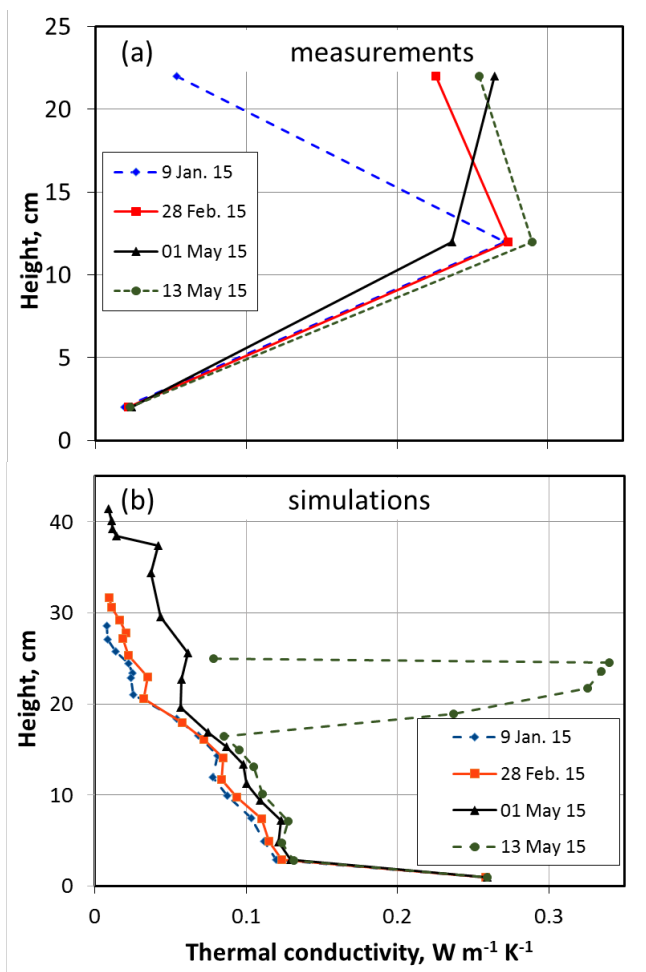 25
20
15
10
5
0
Height, cm
(a) measurements
9 Jan. 15
28 Feb. 15
01 May 15
13 May 15
(b) simulations
40
30
20
10
0
Height, cm
9 Jan. 15
28 Feb. 15
01 May 15
13 May 15
0 0.1 0.2 0.3
Thermal conductivity, W m⁻¹ K⁻¹